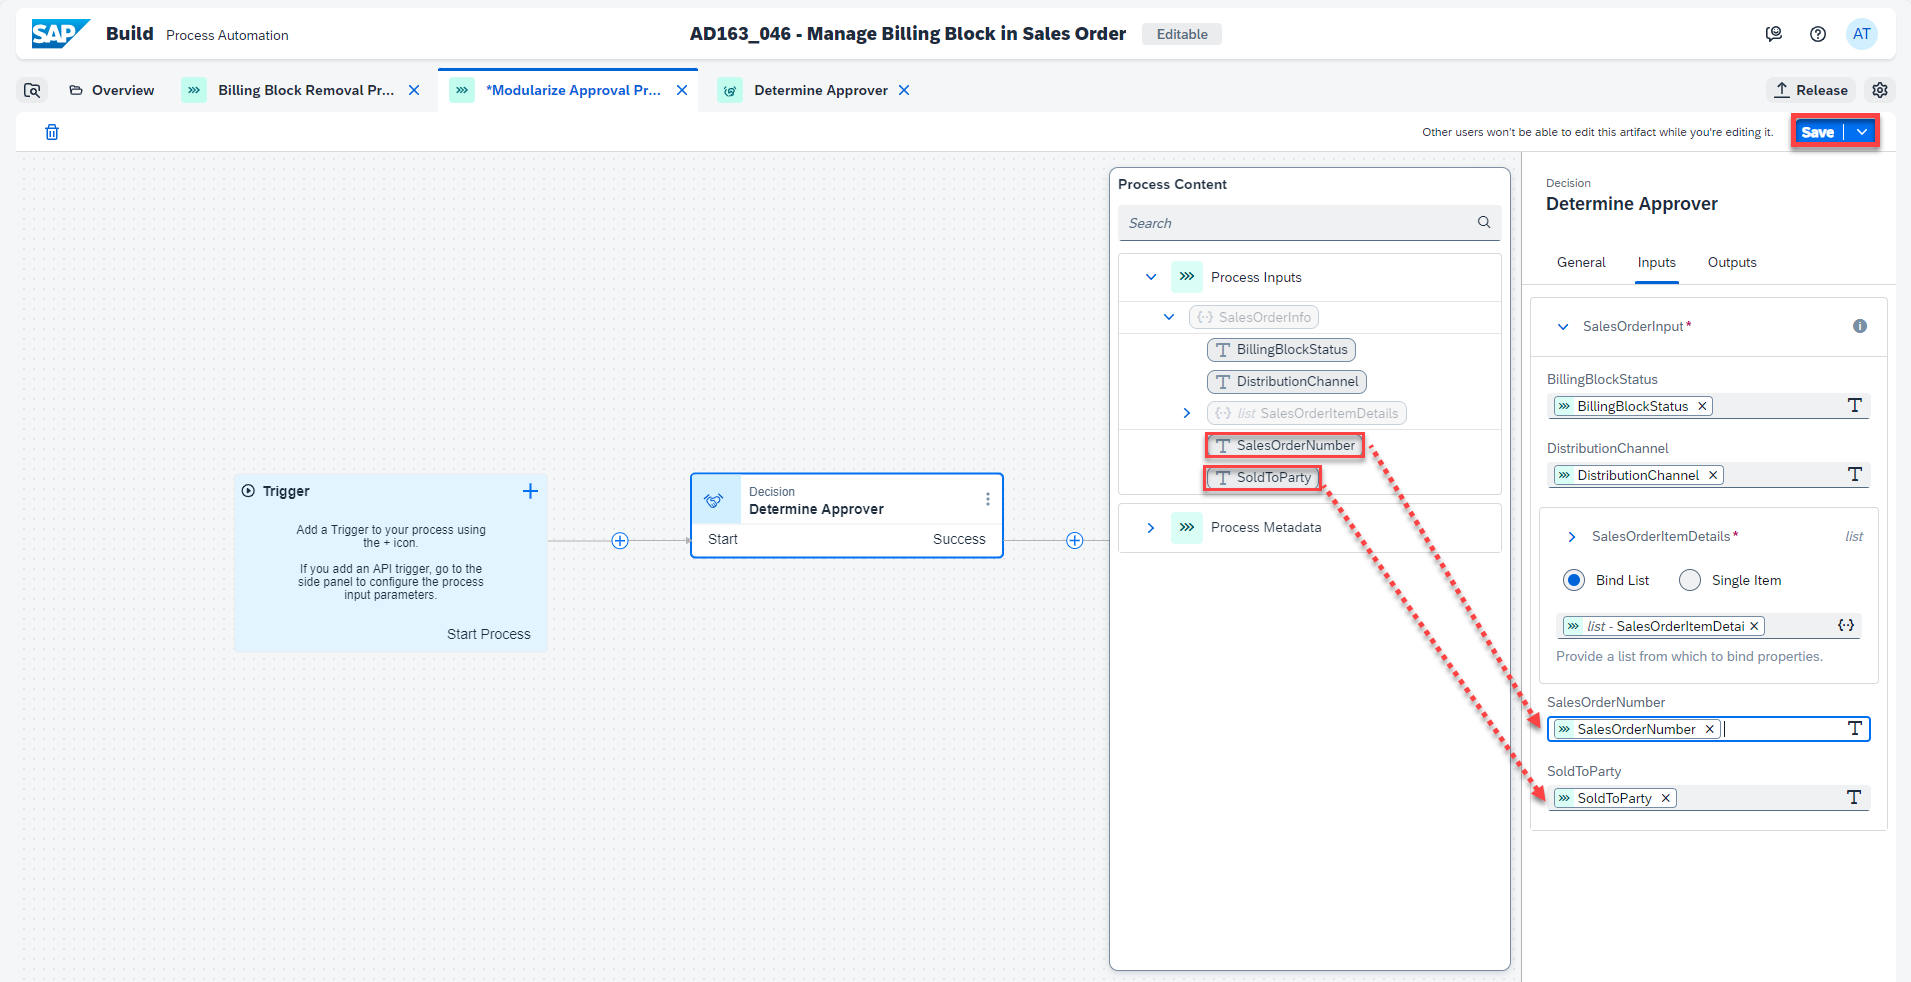 SAP Build Process Automation
AD163_046 - Manage Billing Block in Sales Order Editable
AT
Overview
Billing Block Removal Pr...
*Modularize Approval Pr...
Determine Approver
Release
Other users won't be able to edit this artifact while you're editing it.
Save
Trigger
Add a Trigger to your process using
the + icon.
If you add an API trigger, go to the
side panel to configure the process
input parameters.
Start Process
Decision
Determine Approver
Start Success
Process Content
Search
Process Inputs
SalesOrderInfo
BillingBlockStatus
DistributionChannel
list SalesOrderItemDetails
SalesOrderNumber
SoldToParty
Process Metadata
Decision
Determine Approver
General Inputs Outputs
SalesOrderInput*
BillingBlockStatus
BillingBlockStatus
DistributionChannel
DistributionChannel
SalesOrderItemDetails* list
Bind List Single Item
list - SalesOrderItemDetai
Provide a list from which to bind properties.
SalesOrderNumber
SalesOrderNumber
SoldToParty
SoldToParty